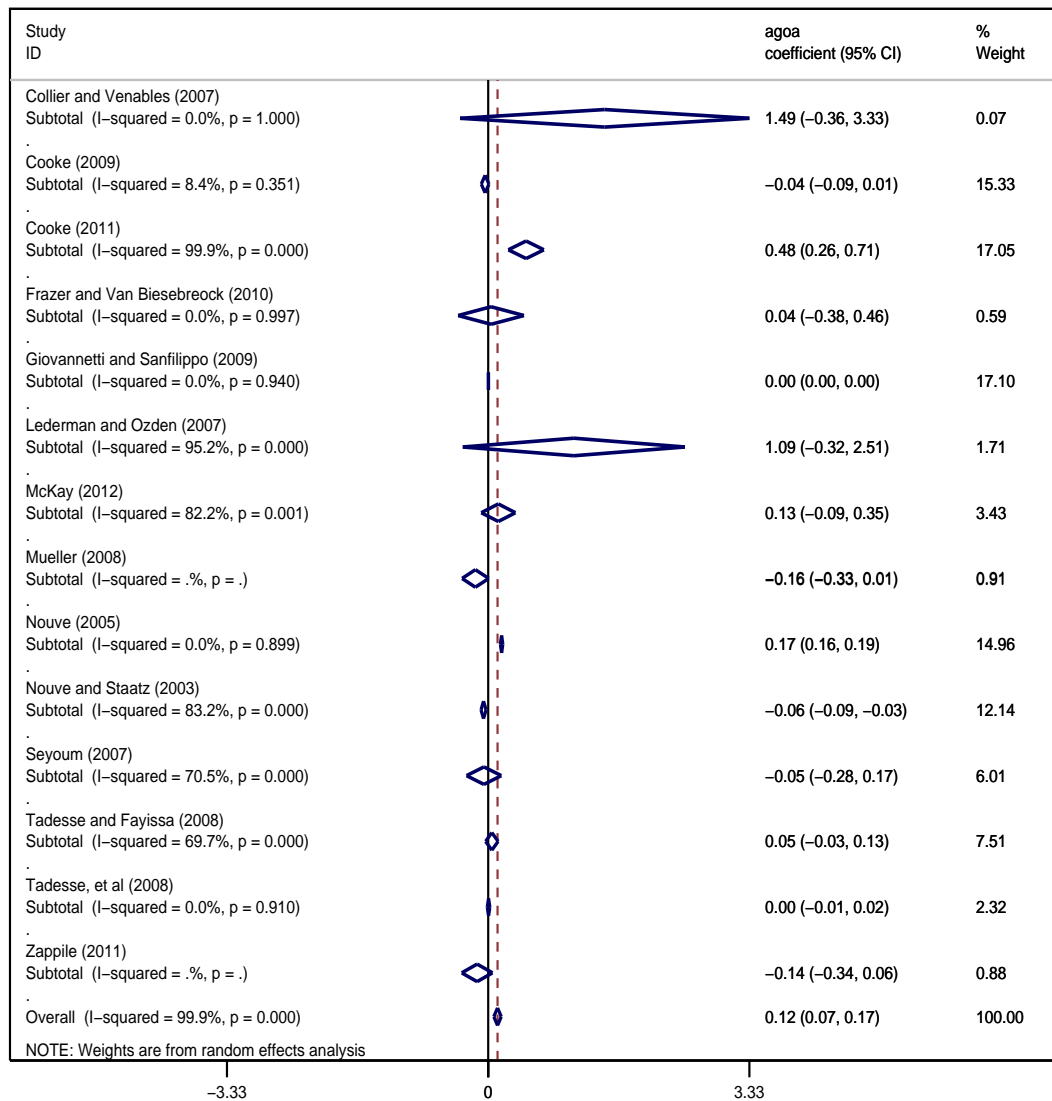 Study agoa %
ID coefficient (95% CI) Weight
Collier and Venables (2007)
Subtotal (I−squared = 0.0%, p = 1.000) 1.49 (−0.36, 3.33) 0.07
.
Cooke (2009)
Subtotal (I−squared = 8.4%, p = 0.351) −0.04 (−0.09, 0.01) 15.33
.
Cooke (2011)
Subtotal (I−squared = 99.9%, p = 0.000) 0.48 (0.26, 0.71) 17.05
.
Frazer and Van Biesebreock (2010)
Subtotal (I−squared = 0.0%, p = 0.997) 0.04 (−0.38, 0.46) 0.59
.
Giovannetti and Sanfilippo (2009)
Subtotal (I−squared = 0.0%, p = 0.940) 0.00 (0.00, 0.00) 17.10
.
Lederman and Ozden (2007)
Subtotal (I−squared = 95.2%, p = 0.000) 1.09 (−0.32, 2.51) 1.71
.
McKay (2012)
Subtotal (I−squared = 82.2%, p = 0.001) 0.13 (−0.09, 0.35) 3.43
.
Mueller (2008)
Subtotal (I−squared = .%, p = .) −0.16 (−0.33, 0.01) 0.91
.
Nouve (2005)
Subtotal (I−squared = 0.0%, p = 0.899) 0.17 (0.16, 0.19) 14.96
.
Nouve and Staatz (2003)
Subtotal (I−squared = 83.2%, p = 0.000) −0.06 (−0.09, −0.03) 12.14
.
Seyoum (2007)
Subtotal (I−squared = 70.5%, p = 0.000) −0.05 (−0.28, 0.17) 6.01
.
Tadesse and Fayissa (2008)
Subtotal (I−squared = 69.7%, p = 0.000) 0.05 (−0.03, 0.13) 7.51
.
Tadesse, et al (2008)
Subtotal (I−squared = 0.0%, p = 0.910) 0.00 (−0.01, 0.02) 2.32
.
Zappile (2011)
Subtotal (I−squared = .%, p = .) −0.14 (−0.34, 0.06) 0.88
.
Overall (I−squared = 99.9%, p = 0.000) 0.12 (0.07, 0.17) 100.00
NOTE: Weights are from random effects analysis
−3.33 0 3.33